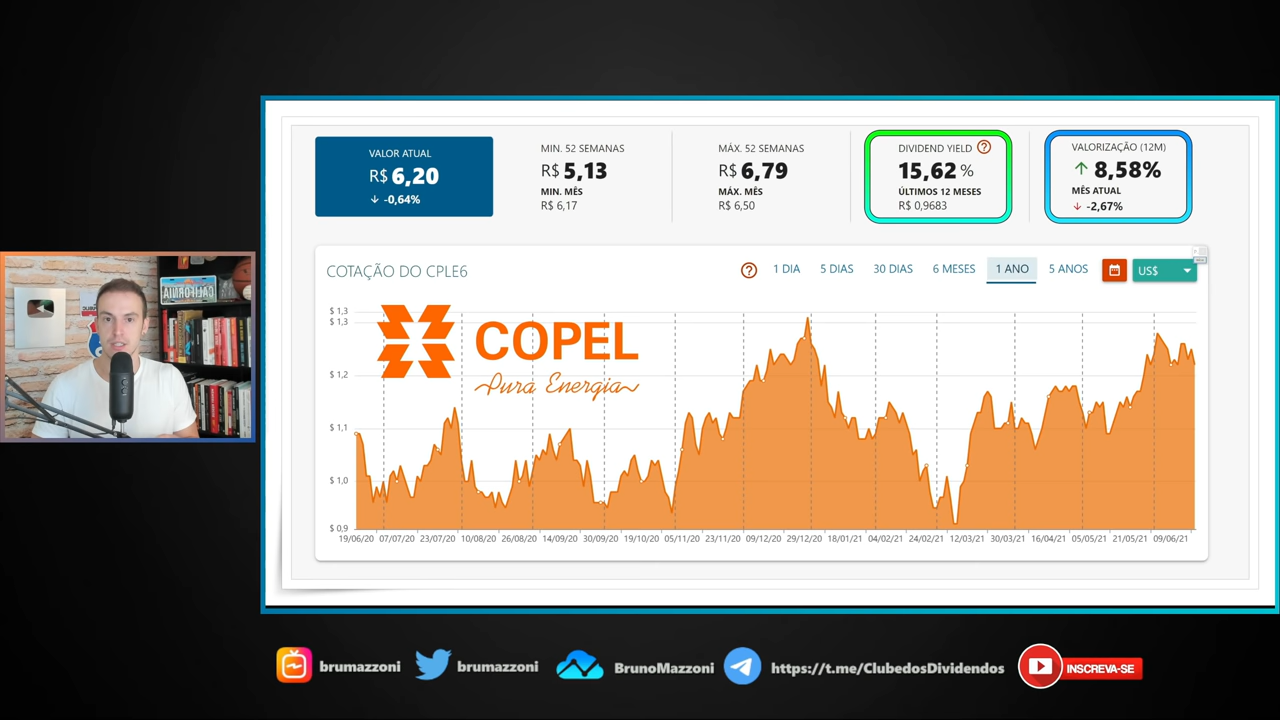 VALOR ATUAL
R$ 6,20
-0,64%
MIN. 52 SEMANAS
R$ 5,13
MIN. MÊS
R$ 6,17
MÁX. 52 SEMANAS
R$ 6,79
MÁX. MÊS
R$ 6,50
DIVIDEND YIELD ?
15,62 %
ÚLTIMOS 12 MESES
R$ 0,9683
VALORIZAÇÃO (12M)
8,58%
MÊS ATUAL
-2,67%
COTAÇÃO DO CPLE6
? 1 DIA 5 DIAS 30 DIAS 6 MESES 1 ANO 5 ANOS US$
COPEL
Pura Energia
$ 1,3
$ 1,3
$ 1,2
$ 1,1
$ 1,0
$ 0,9
19/06/20 07/07/20 23/07/20 10/08/20 26/08/20 14/09/20 30/09/20 19/10/20 05/11/20 23/11/20 09/12/20 29/12/20 18/01/21 04/02/21 24/02/21 12/03/21 30/03/21 16/04/21 05/05/21 21/05/21 09/06/21
CALIFORNIA
brumazzoni
brumazzoni
BrunoMazzoni
https://t.me/ClubedosDividendos
INSCREVA-SE